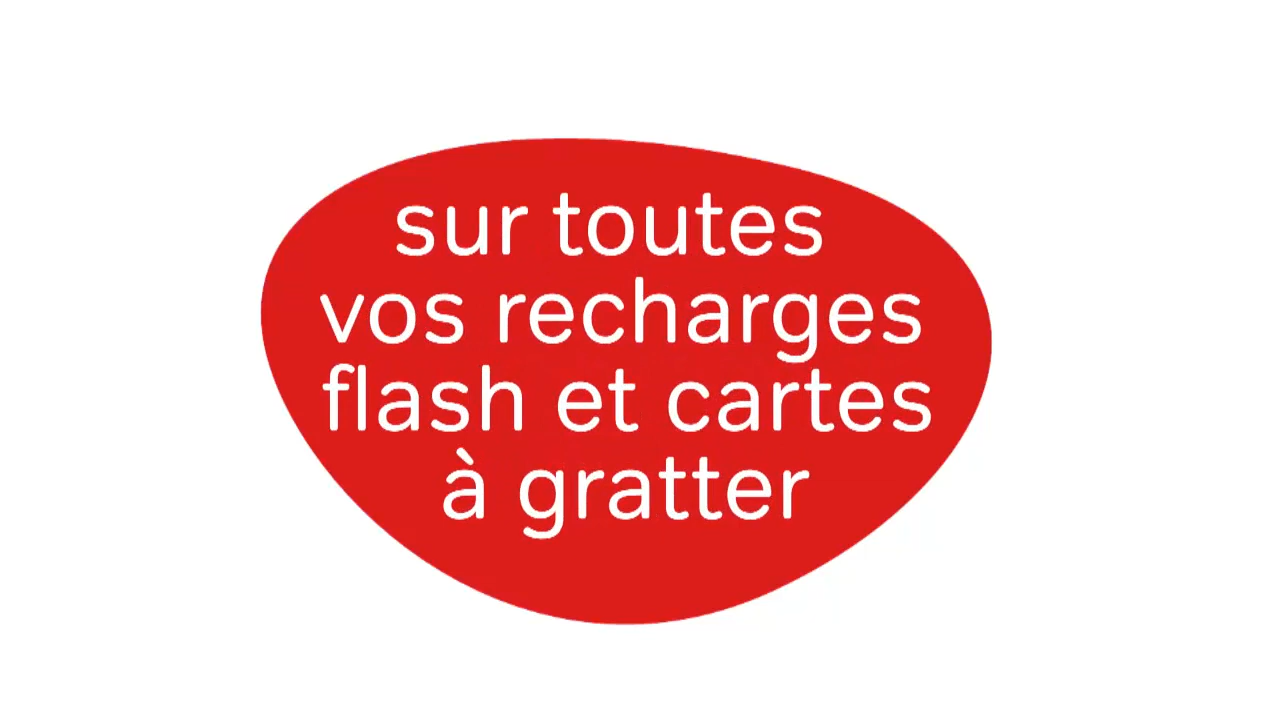 sur toutes
vos recharges
flash et cartes
à gratter